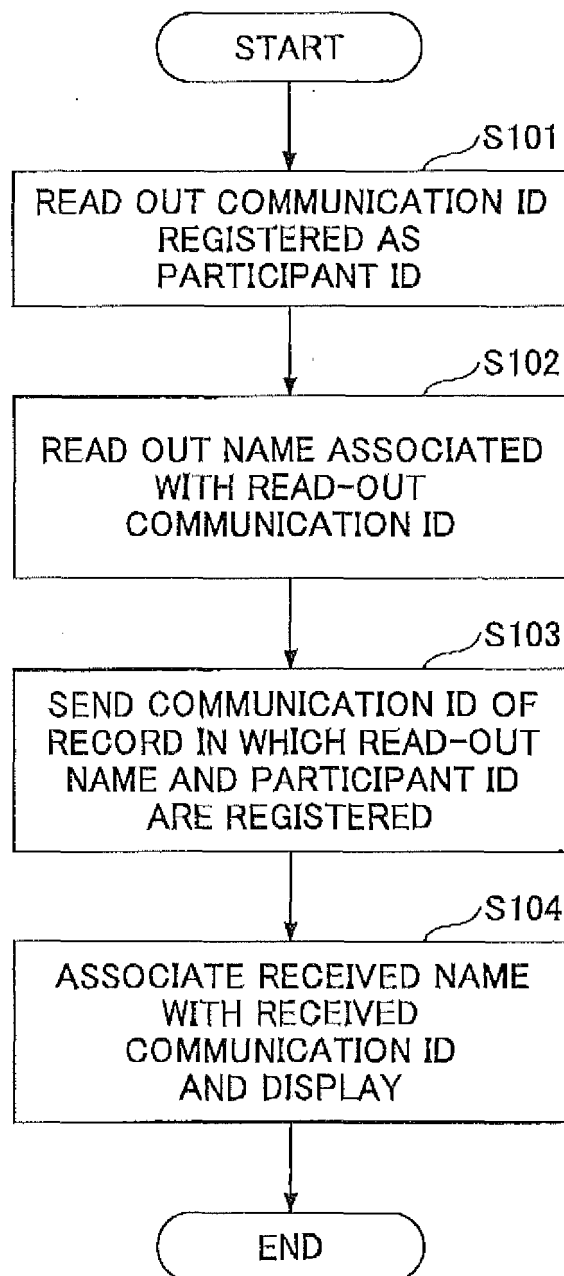 START
S101
READ OUT COMMUNICATION ID
REGISTERED AS
PARTICIPANT ID
S102
READ OUT NAME ASSOCIATED
WITH READ-OUT
COMMUNICATION ID
S103
SEND COMMUNICATION ID OF
RECORD IN WHICH READ-OUT
NAME AND PARTICIPANT ID
ARE REGISTERED
S104
ASSOCIATE RECEIVED NAME
WITH RECEIVED
COMMUNICATION ID
AND DISPLAY
END